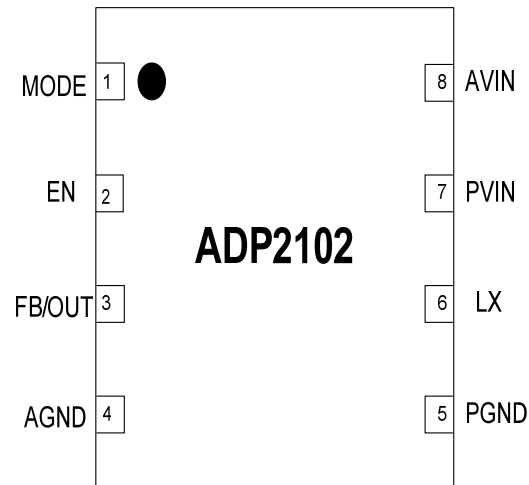 MODE 1 8 AVIN
EN 2 7 PVIN
ADP2102
FB/OUT 3 6 LX
AGND 4 5 PGND